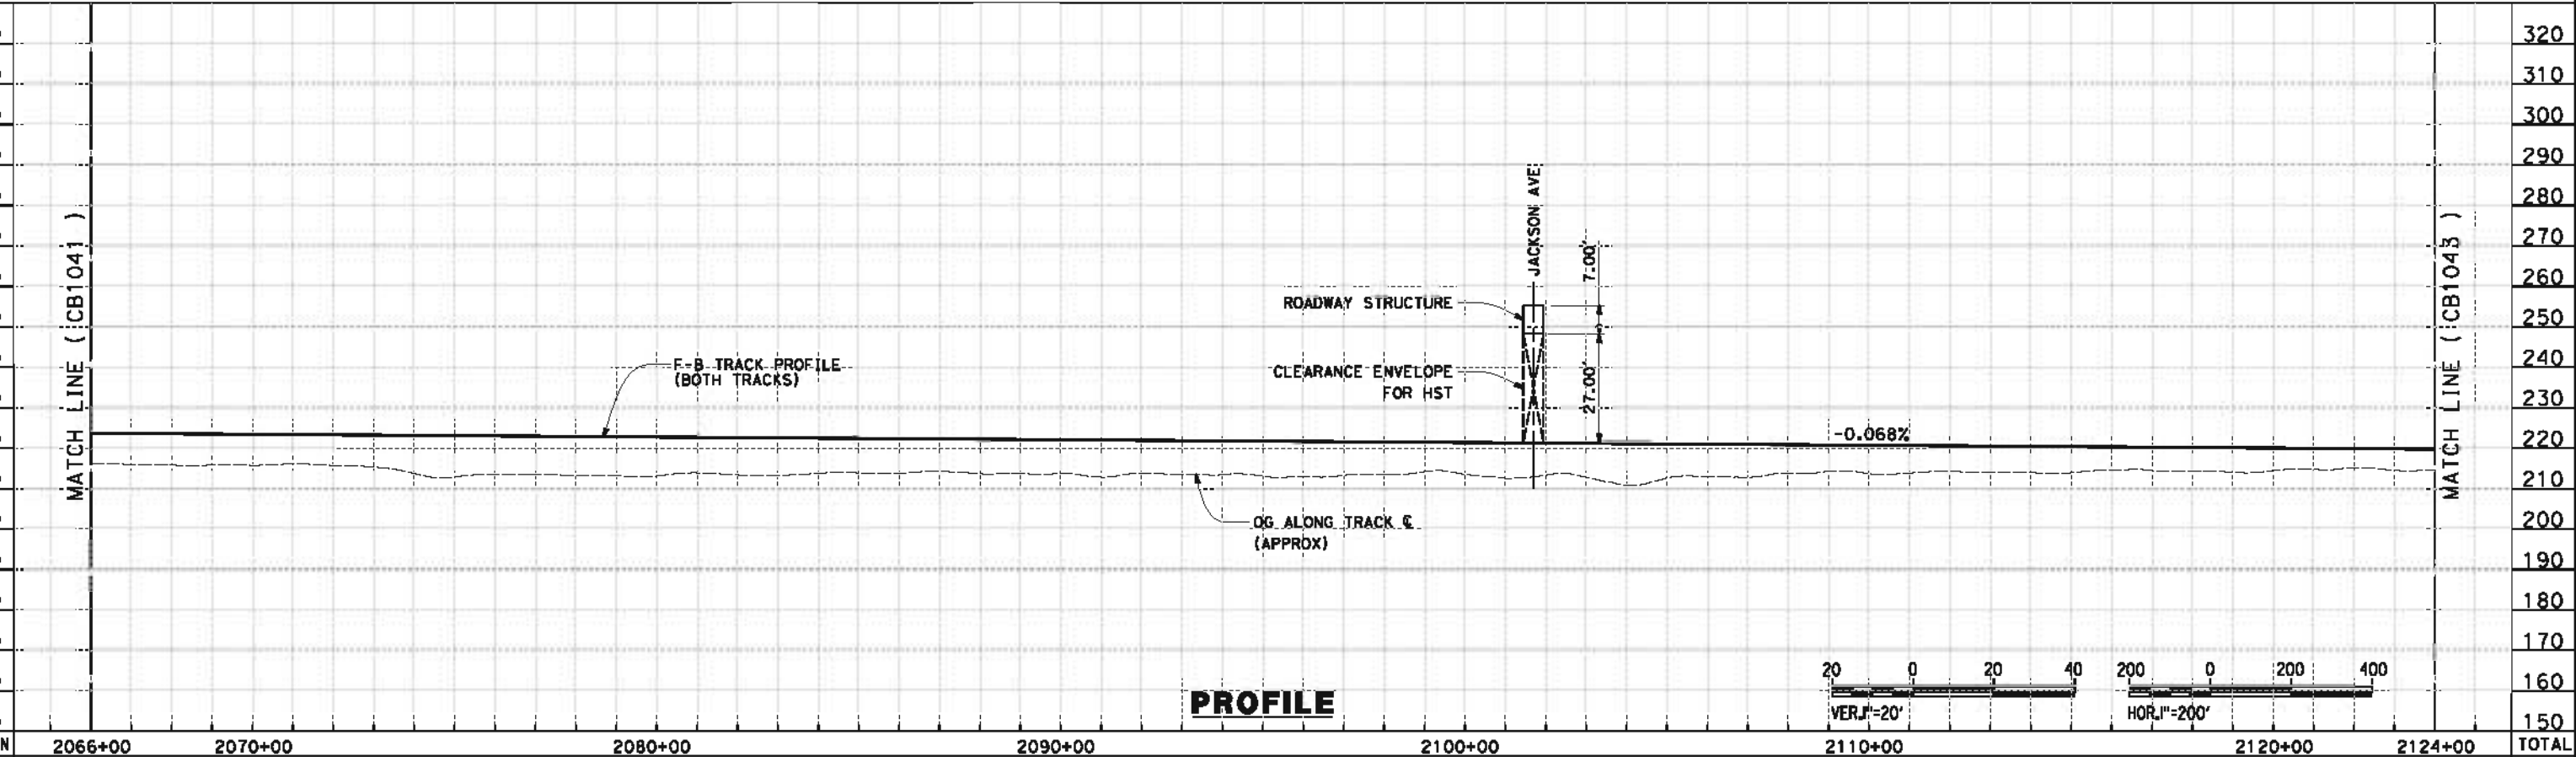 320
310
300
290
280
270
260
250
240
230
220
210
200
190
180
170
160
150
TOTAL
MATCH LINE (CB1041 )
F-B TRACK PROFILE
(BOTH TRACKS)
JACKSON AVE
7.00'
ROADWAY STRUCTURE
CLEARANCE ENVELOPE
FOR HST
27.00'
-0.068%
MATCH LINE (CB1043 )
OG ALONG TRACK ℄
(APPROX)
PROFILE
20 0 20 40
VER.1"=20'
200 0 200 400
HOR.1"=200'
N 2066+00 2070+00 2080+00 2090+00 2100+00 2110+00 2120+00 2124+00